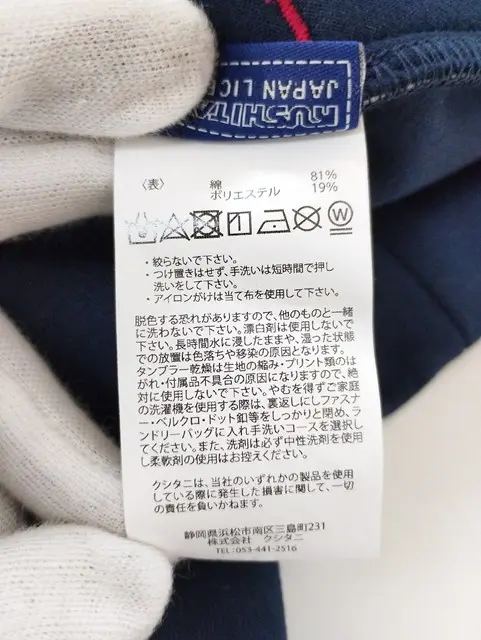 KUSHITA
JAPAN LICE
〈表〉 綿 81%
ポリエステル 19%
W
・絞らないで下さい。
・つけ置きはせず、手洗いは短時間で押し
洗いをして下さい。
・アイロンがけは当て布を使用して下さい。
脱色する恐れがありますので、他のものと一緒
に洗わないで下さい。漂白剤は使用しないで
下さい。長時間水に浸したままや、湿った状態
での放置は色落ちや移染の原因となります。
タンブラー乾燥は生地の縮み・プリント類のは
がれ・付属品不具合の原因になりますので、絶
対に使用しないで下さい。やむを得ずご家庭
の洗濯機を使用する際は、裏返しにしファスナ
ー・ベルクロ・ドット釦等をしっかりと閉め、ラ
ンドリーバッグに入れ手洗いコースを選択し
てください。また、洗剤は必ず中性洗剤を使用
し柔軟剤の使用はお控えください。
クシタニは、当社のいずれかの製品を使用
している際に発生した損害に関して、一切
の責任を負いかねます。
静岡県浜松市南区三島町231
株式会社 クシタニ
TEL:053-441-2516